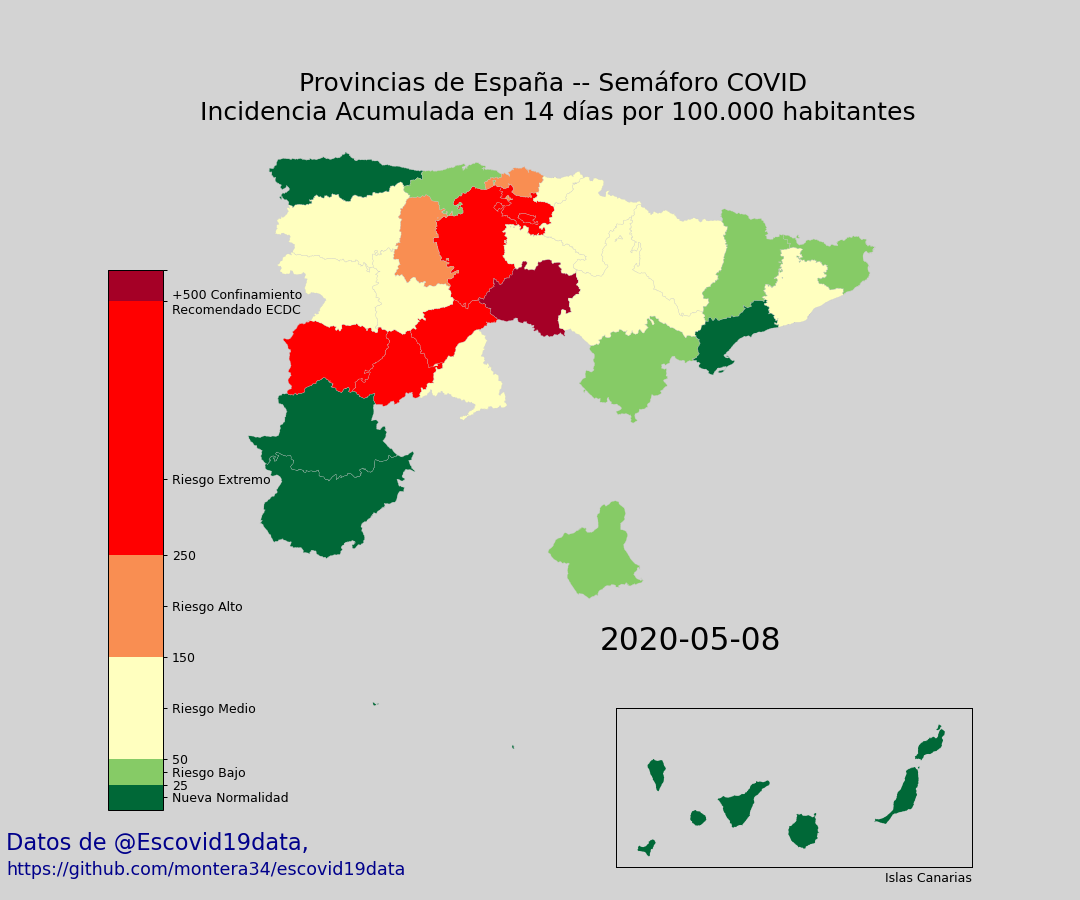 Provincias de España -- Semáforo COVID
Incidencia Acumulada en 14 días por 100.000 habitantes
+500 Confinamiento
Recomendado ECDC
Riesgo Extremo
250
Riesgo Alto
150
Riesgo Medio
50
Riesgo Bajo
25
Nueva Normalidad
2020-05-08
Islas Canarias
Datos de @Escovid19data,
https://github.com/montera34/escovid19data